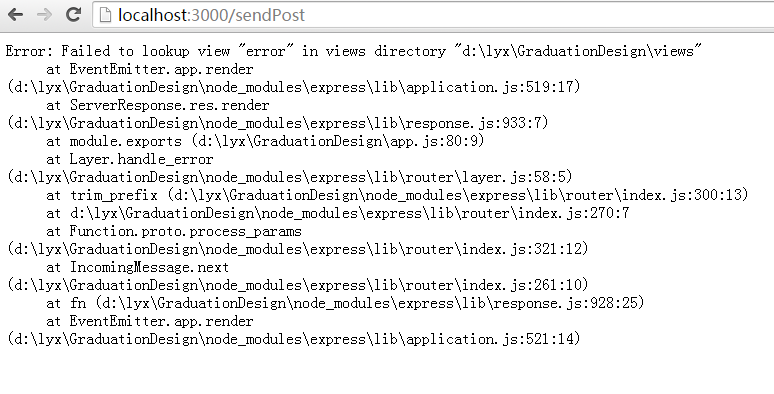 localhost:3000/sendPost
Error: Failed to lookup view "error" in views directory "d:\lyx\GraduationDesign\views"
at EventEmitter.app.render
(d:\lyx\GraduationDesign\node_modules\express\lib\application.js:519:17)
at ServerResponse.res.render
(d:\lyx\GraduationDesign\node_modules\express\lib\response.js:933:7)
at module.exports (d:\lyx\GraduationDesign\app.js:80:9)
at Layer.handle_error
(d:\lyx\GraduationDesign\node_modules\express\lib\router\layer.js:58:5)
at trim_prefix (d:\lyx\GraduationDesign\node_modules\express\lib\router\index.js:300:13)
at d:\lyx\GraduationDesign\node_modules\express\lib\router\index.js:270:7
at Function.proto.process_params
(d:\lyx\GraduationDesign\node_modules\express\lib\router\index.js:321:12)
at IncomingMessage.next
(d:\lyx\GraduationDesign\node_modules\express\lib\router\index.js:261:10)
at fn (d:\lyx\GraduationDesign\node_modules\express\lib\response.js:928:25)
at EventEmitter.app.render
(d:\lyx\GraduationDesign\node_modules\express\lib\application.js:521:14)